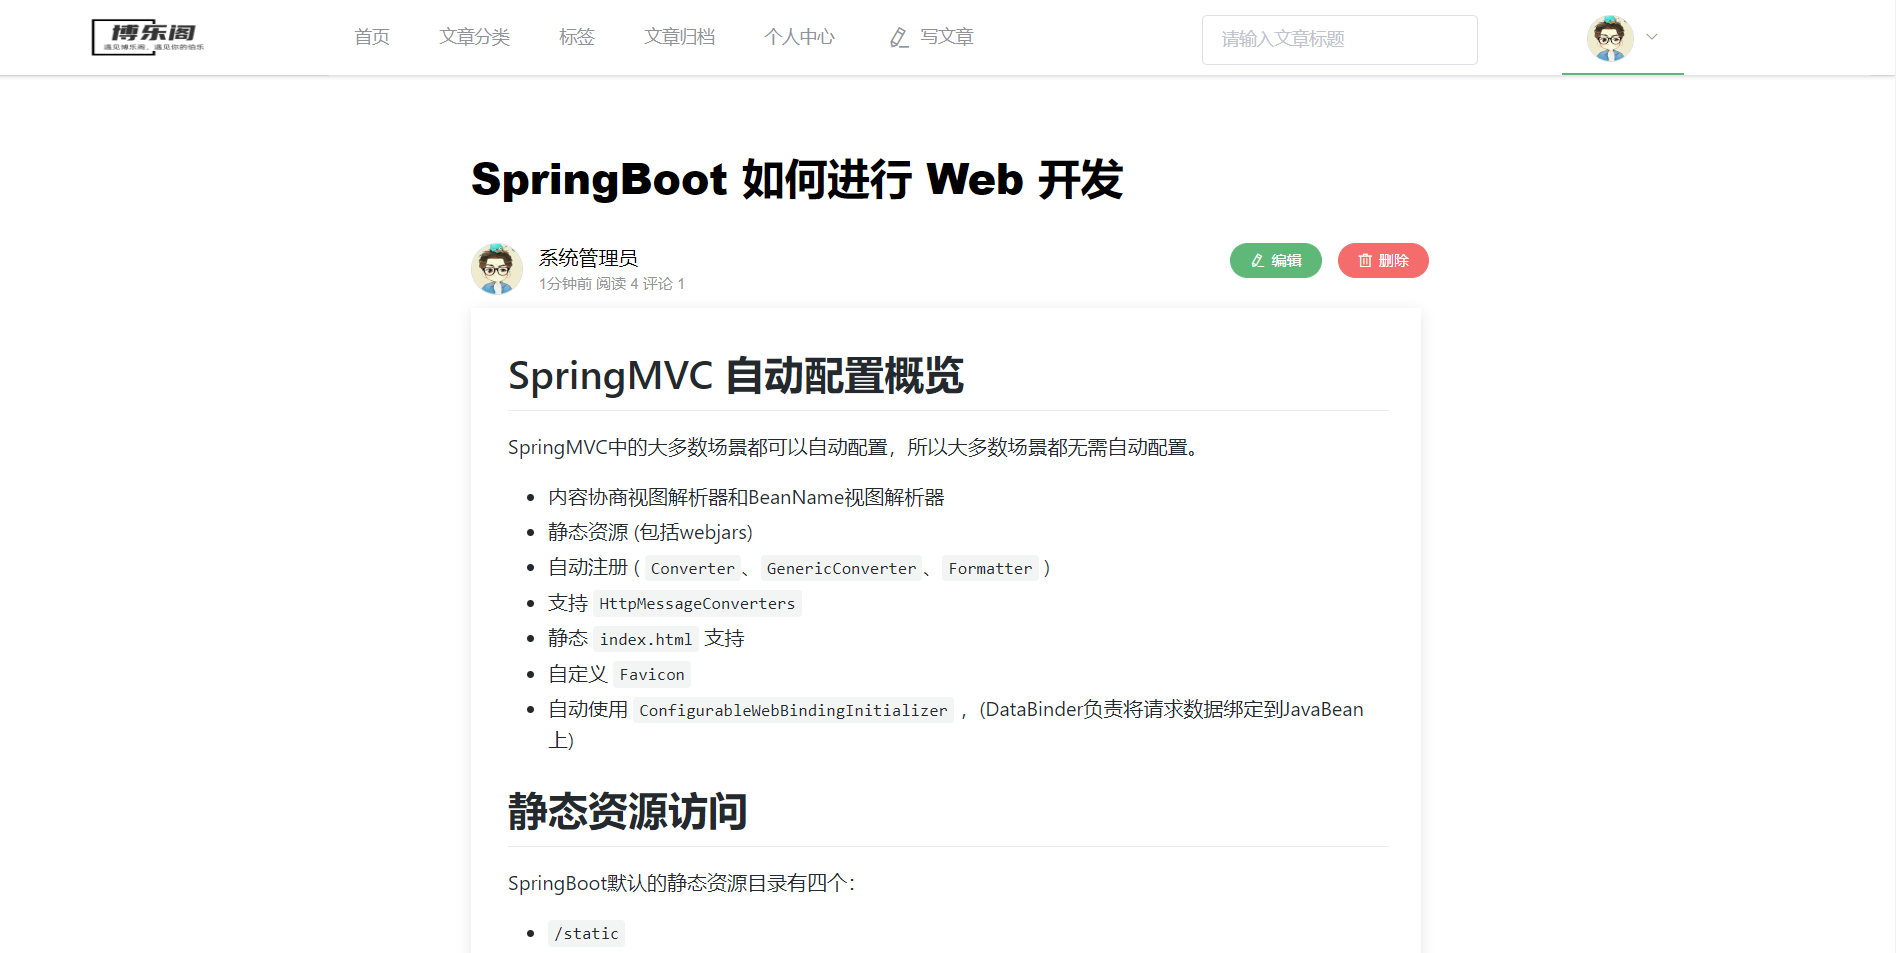 博乐阁
遇见博乐阁，遇见你的伯乐
首页 文章分类 标签 文章归档 个人中心 写文章 请输入文章标题
SpringBoot 如何进行 Web 开发
系统管理员
1分钟前 阅读 4 评论 1
编辑 删除
SpringMVC 自动配置概览
SpringMVC中的大多数场景都可以自动配置，所以大多数场景都无需自动配置。
内容协商视图解析器和BeanName视图解析器
静态资源 (包括webjars)
自动注册 ( Converter 、 GenericConverter 、 Formatter )
支持 HttpMessageConverters
静态 index.html 支持
自定义 Favicon
自动使用 ConfigurableWebBindingInitializer ，(DataBinder负责将请求数据绑定到JavaBean
上)
静态资源访问
SpringBoot默认的静态资源目录有四个：
/static